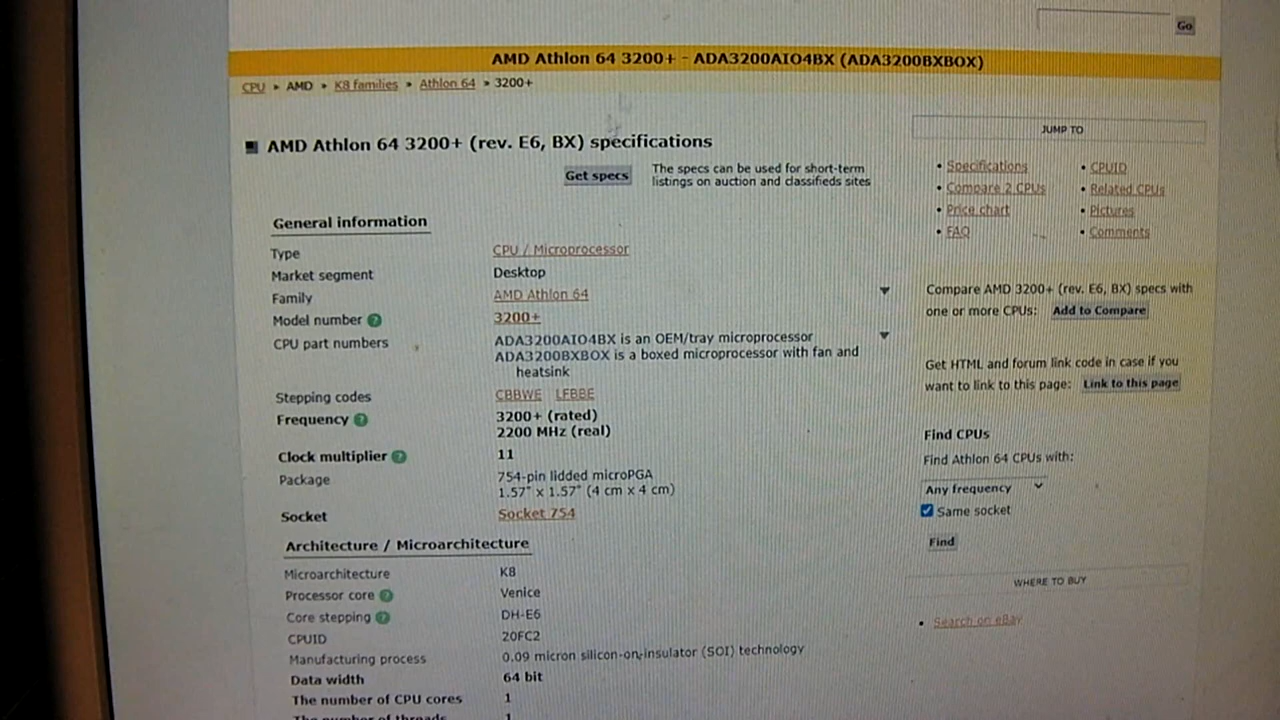 Go
AMD Athlon 64 3200+ - ADA3200AIO4BX (ADA3200BXBOX)
CPU » AMD » K8 families » Athlon 64 » 3200+
AMD Athlon 64 3200+ (rev. E6, BX) specifications
Get specs
The specs can be used for short-term
listings on auction and classifieds sites
General information
Type CPU / Microprocessor
Market segment Desktop
Family AMD Athlon 64
Model number ? 3200+
CPU part numbers ADA3200AIO4BX is an OEM/tray microprocessor
ADA3200BXBOX is a boxed microprocessor with fan and
heatsink
Stepping codes CBBWE LFBBE
Frequency ? 3200+ (rated)
2200 MHz (real)
Clock multiplier ? 11
Package 754-pin lidded microPGA
1.57" x 1.57" (4 cm x 4 cm)
Socket Socket 754
Architecture / Microarchitecture
Microarchitecture K8
Processor core ? Venice
Core stepping ? DH-E6
CPUID 20FC2
Manufacturing process 0.09 micron silicon-on-insulator (SOI) technology
Data width 64 bit
The number of CPU cores 1
The number of threads 1
JUMP TO
• Specifications • CPUID
• Compare 2 CPUs • Related CPUs
• Price chart • Pictures
• FAQ • Comments
Compare AMD 3200+ (rev. E6, BX) specs with
one or more CPUs: Add to Compare
Get HTML and forum link code in case if you
want to link to this page: Link to this page
Find CPUs
Find Athlon 64 CPUs with:
Any frequency
Same socket
Find
WHERE TO BUY
• Search on eBay